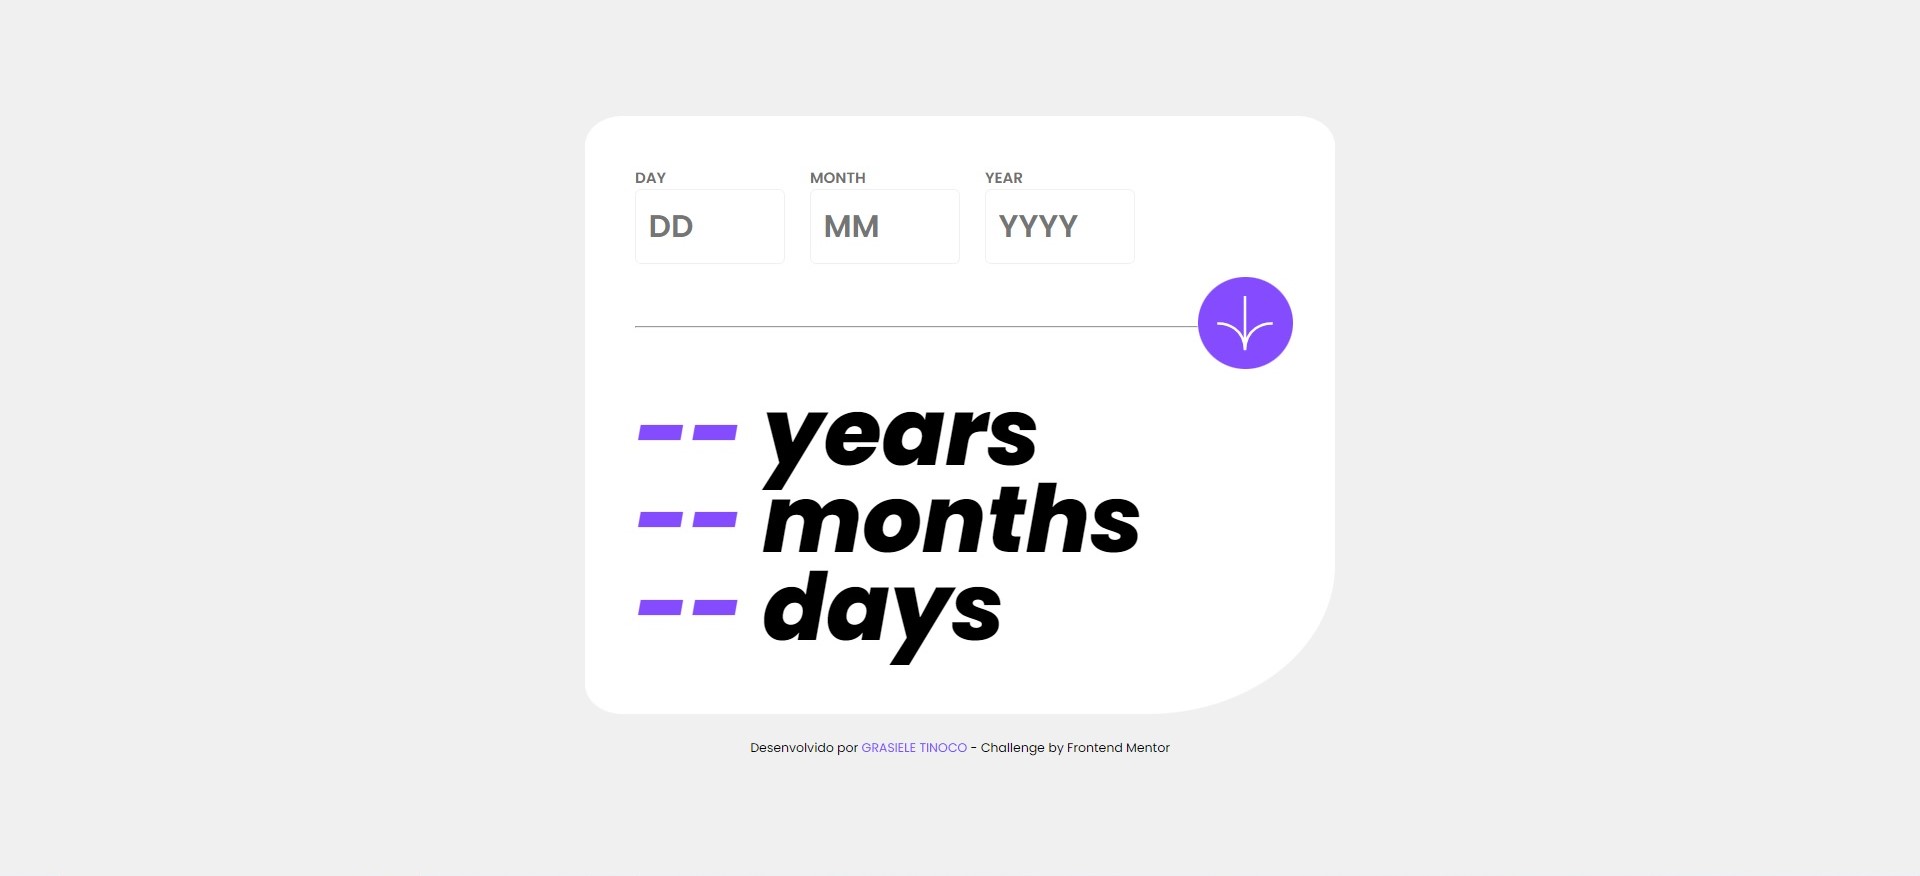 DAY MONTH YEAR
DD MM YYYY
-- years
-- months
-- days
Desenvolvido por GRASIELE TINOCO - Challenge by Frontend Mentor